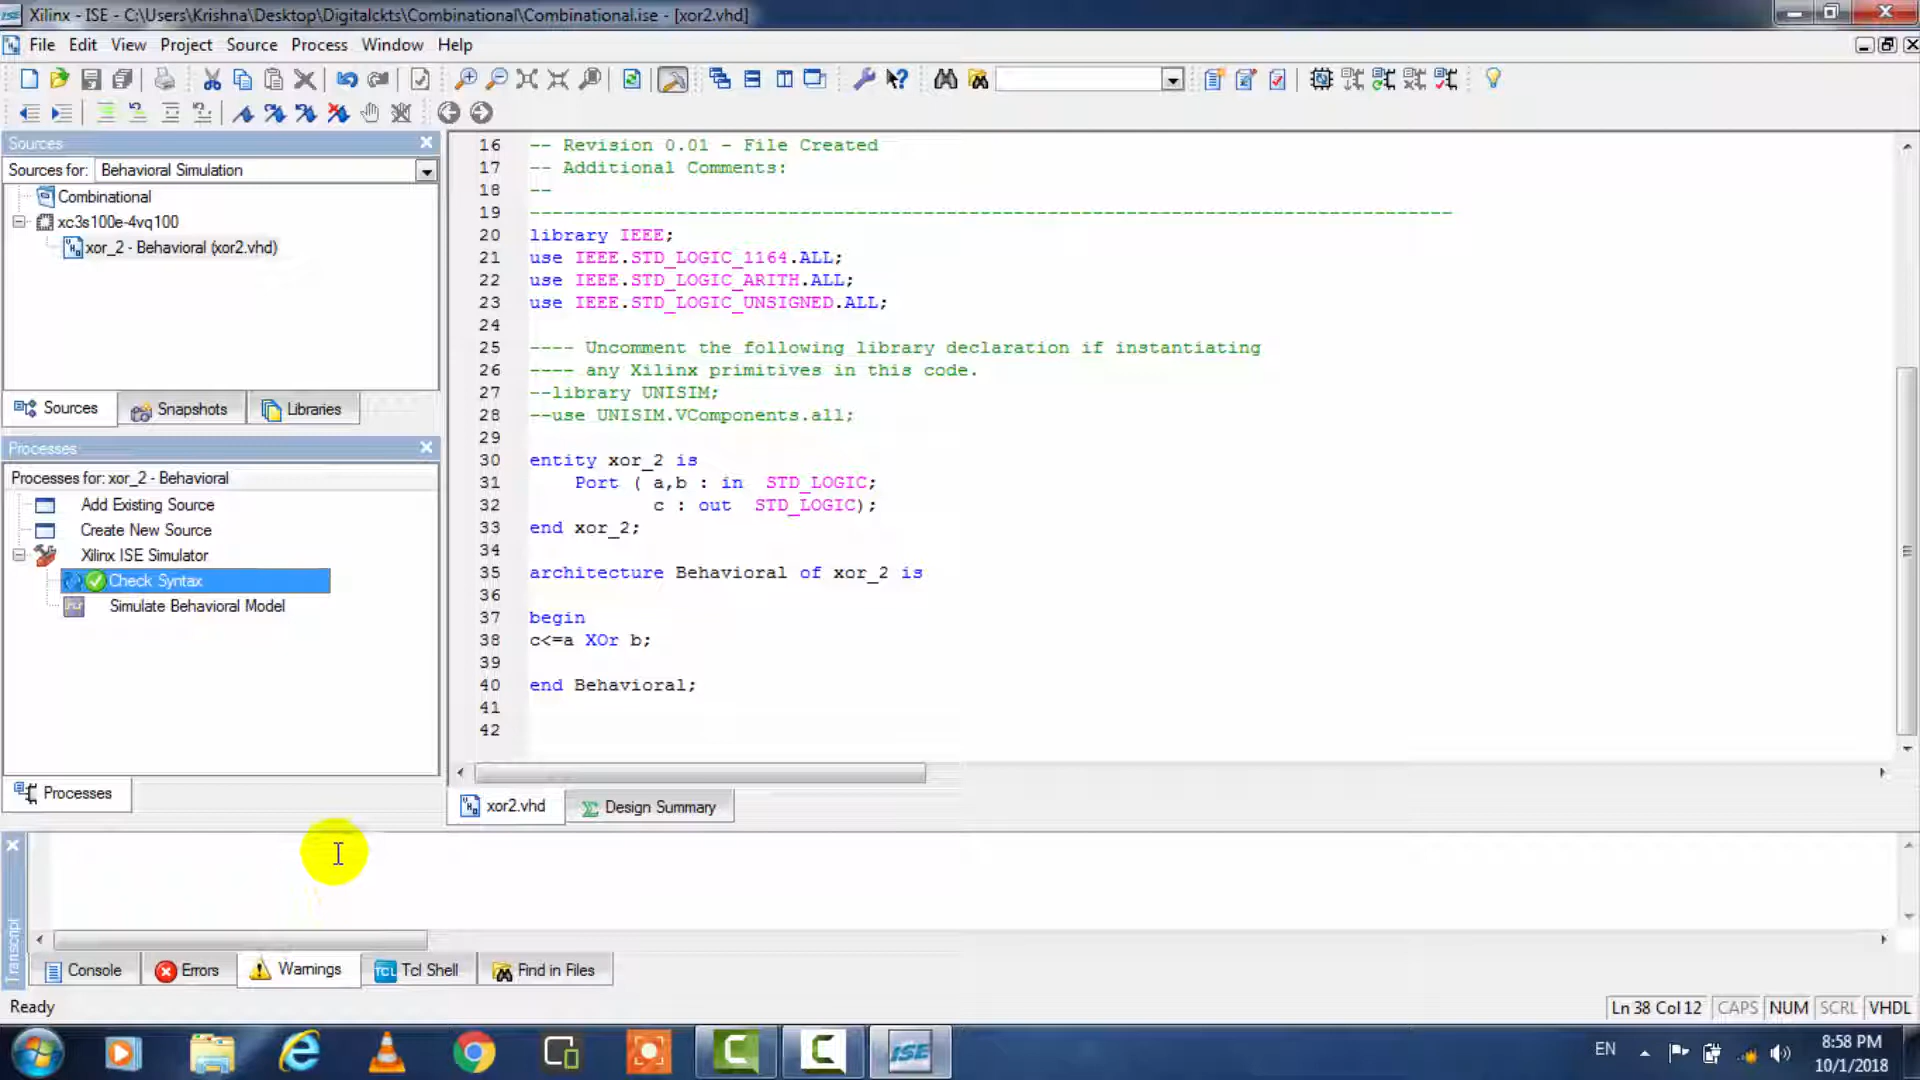 Xilinx - ISE - C:\Users\Krishna\Desktop\Digitalckts\Combinational\Combinational.ise - [xor2.vhd]
File Edit View Project Source Process Window Help
Sources
Sources for: Behavioral Simulation
Combinational
xc3s100e-4vq100
xor_2 - Behavioral (xor2.vhd)
Sources Snapshots Libraries
Processes
Processes for: xor_2 - Behavioral
Add Existing Source
Create New Source
Xilinx ISE Simulator
Check Syntax
Simulate Behavioral Model
Processes
16 -- Revision 0.01 - File Created
17 -- Additional Comments:
18 --
19 ----------------------------------------------------------------------------------
20 library IEEE;
21 use IEEE.STD_LOGIC_1164.ALL;
22 use IEEE.STD_LOGIC_ARITH.ALL;
23 use IEEE.STD_LOGIC_UNSIGNED.ALL;
24
25 ---- Uncomment the following library declaration if instantiating
26 ---- any Xilinx primitives in this code.
27 --library UNISIM;
28 --use UNISIM.VComponents.all;
29
30 entity xor_2 is
31 Port ( a,b : in STD_LOGIC;
32 c : out STD_LOGIC);
33 end xor_2;
34
35 architecture Behavioral of xor_2 is
36
37 begin
38 c<=a XOr b;
39
40 end Behavioral;
41
42
xor2.vhd Design Summary
Transcript
Console Errors Warnings TCL Tcl Shell Find in Files
Ready Ln 38 Col 12 CAPS NUM SCRL VHDL
ISE EN 8:58 PM
10/1/2018